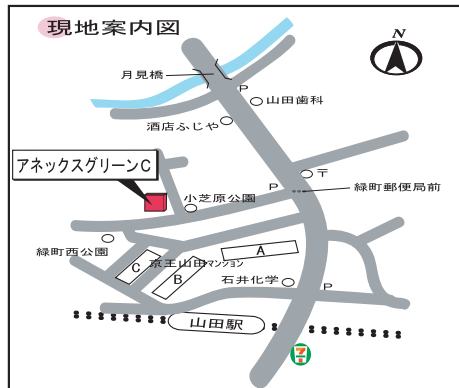 現地案内図
N
月見橋
P
山田歯科
酒店ふじや
アネックスグリーンC
〒
P
緑町郵便局前
小芝原公園
緑町西公園
A
京王山田マンション
C
B
石井化学
P
山田駅
7